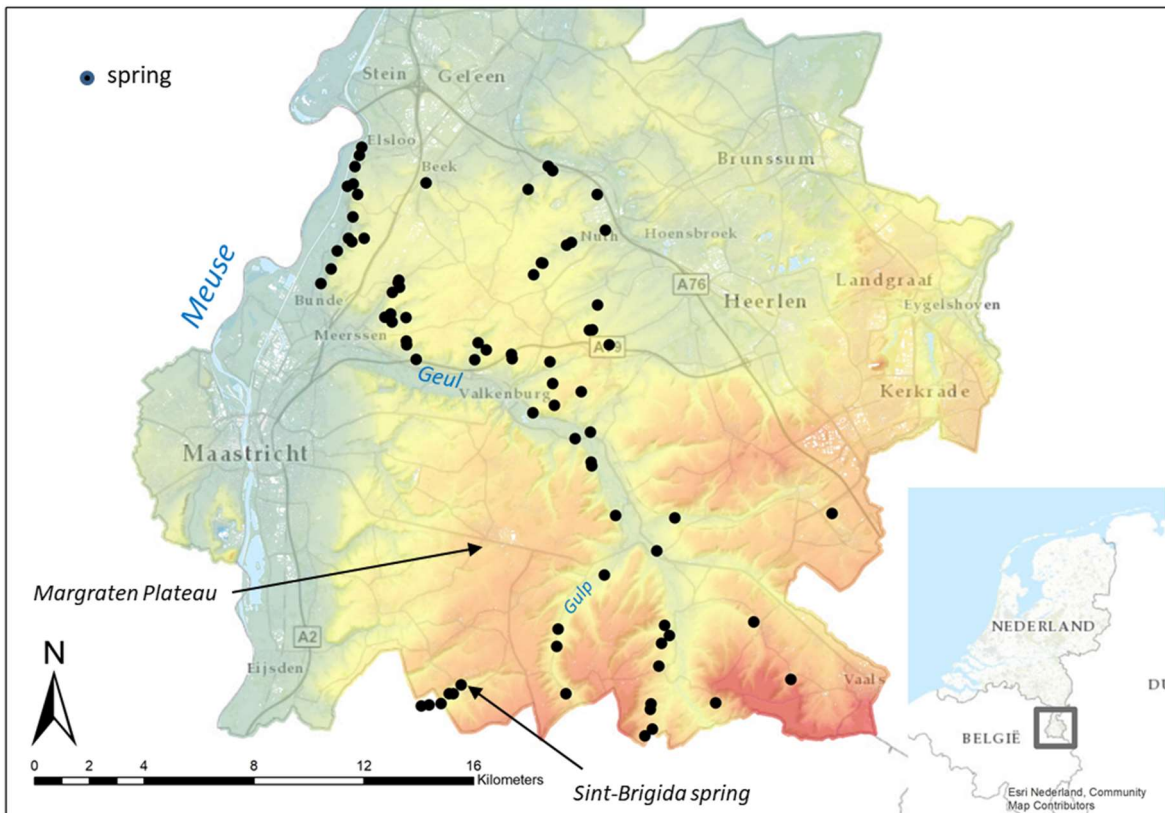 spring
Stein
Geleen
Elsloo
Beek
Brunssum
Meuse
Nuth
Hoensbroek
Landgraaf
A76
Bunde
Heerlen
Eygelshoven
Meerssen
Geul
Valkenburg
Kerkrade
Maastricht
Margraten Plateau
Gulp
N
A2
Eijsden
Vaals
NEDERLAND
DU
BELGIË
0 2 4 8 12 16
Kilometers
Sint-Brigida spring
Esri Nederland, Community
Map Contributors